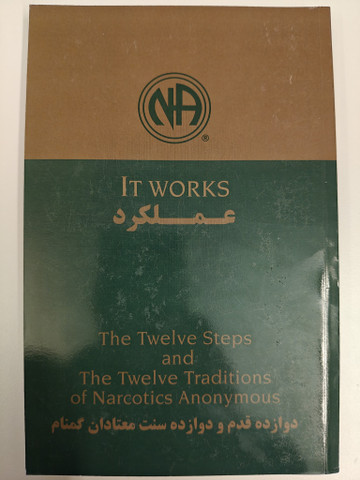 NA
®
IT WORKS
عملکرد
The Twelve Steps
and
The Twelve Traditions
of Narcotics Anonymous
دوازده قدم و دوازده سنت معتادان گمنام